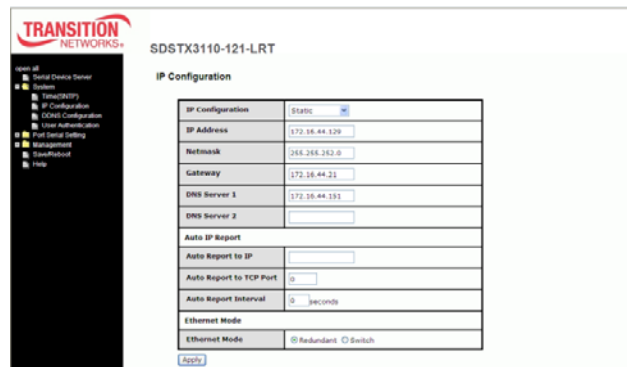 TRANSITION
NETWORKS®
SDSTX3110-121-LRT
open all
Serial Device Server
System
Time(SNTP)
IP Configuration
DDNS Configuration
User Authentication
Port Serial Setting
Management
Save/Reboot
Help
IP Configuration
IP Configuration Static
IP Address 172.16.44.129
Netmask 255.255.252.0
Gateway 172.16.44.21
DNS Server 1 172.16.44.151
DNS Server 2
Auto IP Report
Auto Report to IP
Auto Report to TCP Port 0
Auto Report Interval 0 seconds
Ethernet Mode
Ethernet Mode Redundant Switch
Apply